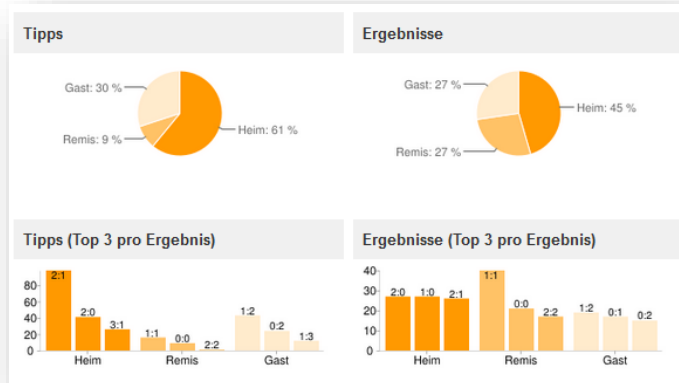 Tipps
Gast: 30 %
Heim: 61 %
Remis: 9 %
Ergebnisse
Gast: 27 %
Heim: 45 %
Remis: 27 %
Tipps (Top 3 pro Ergebnis)
80
60
40
20
0
2:1
2:0
3:1
1:1
0:0
2:2
1:2
0:2
1:3
Heim Remis Gast
Ergebnisse (Top 3 pro Ergebnis)
40
30
20
10
0
2:0
1:0
2:1
1:1
0:0
2:2
1:2
0:1
0:2
Heim Remis Gast